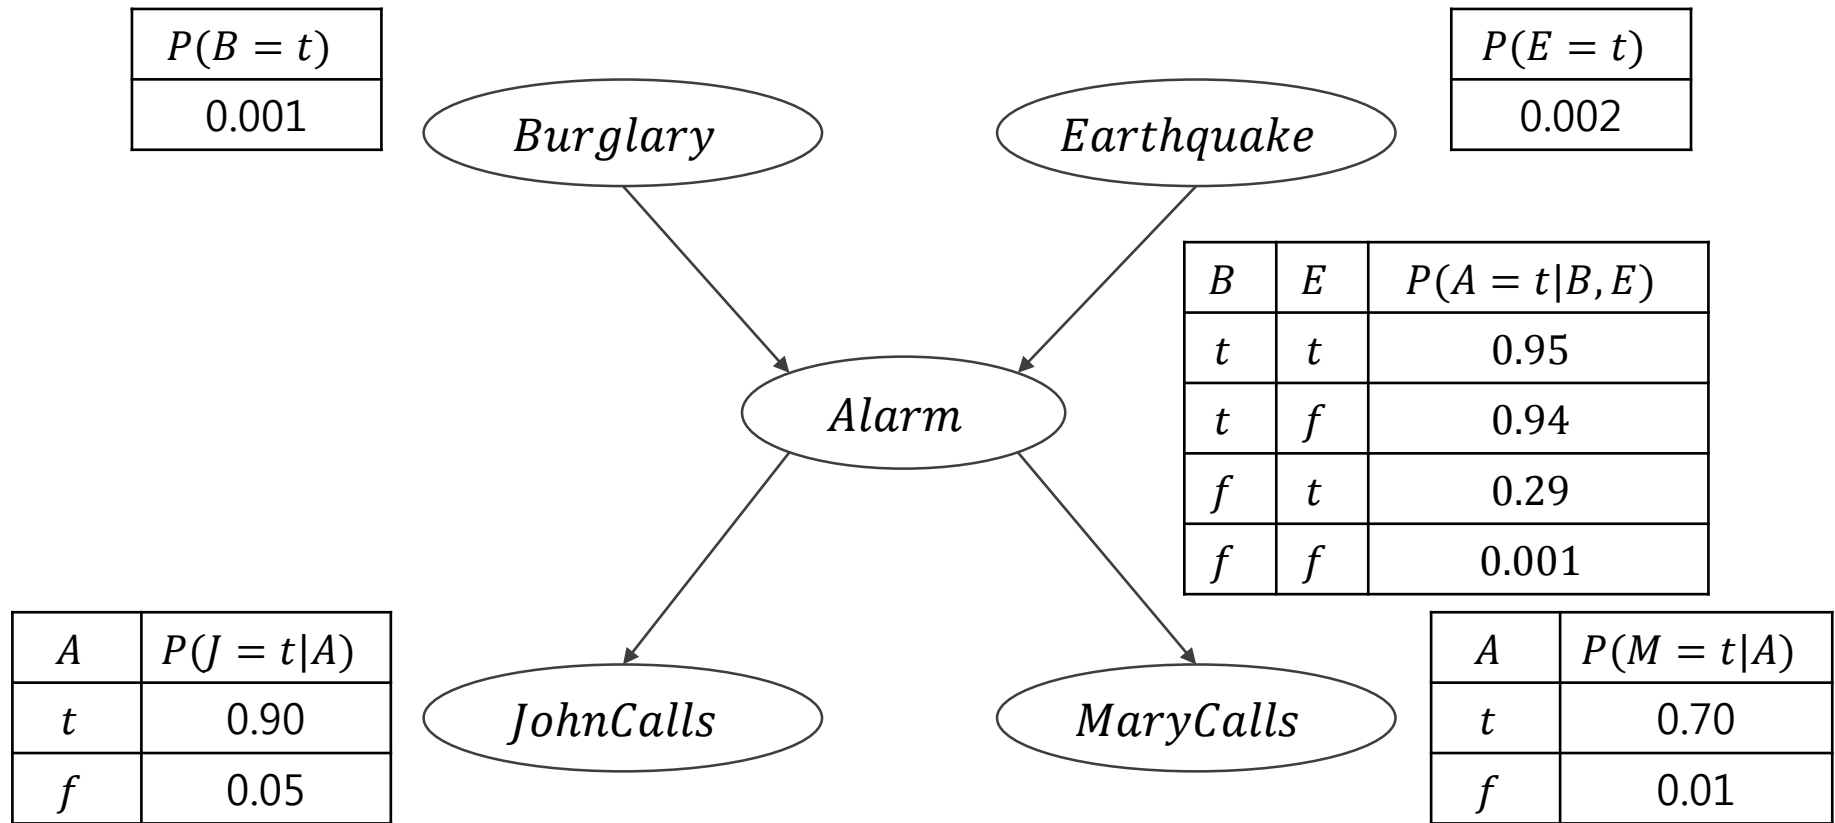 P(B = t)
0.001
Burglary
Earthquake
P(E = t)
0.002
B E P(A = t|B, E)
t t 0.95
t f 0.94
f t 0.29
f f 0.001
Alarm
A P(J = t|A)
t 0.90
f 0.05
JohnCalls
MaryCalls
A P(M = t|A)
t 0.70
f 0.01